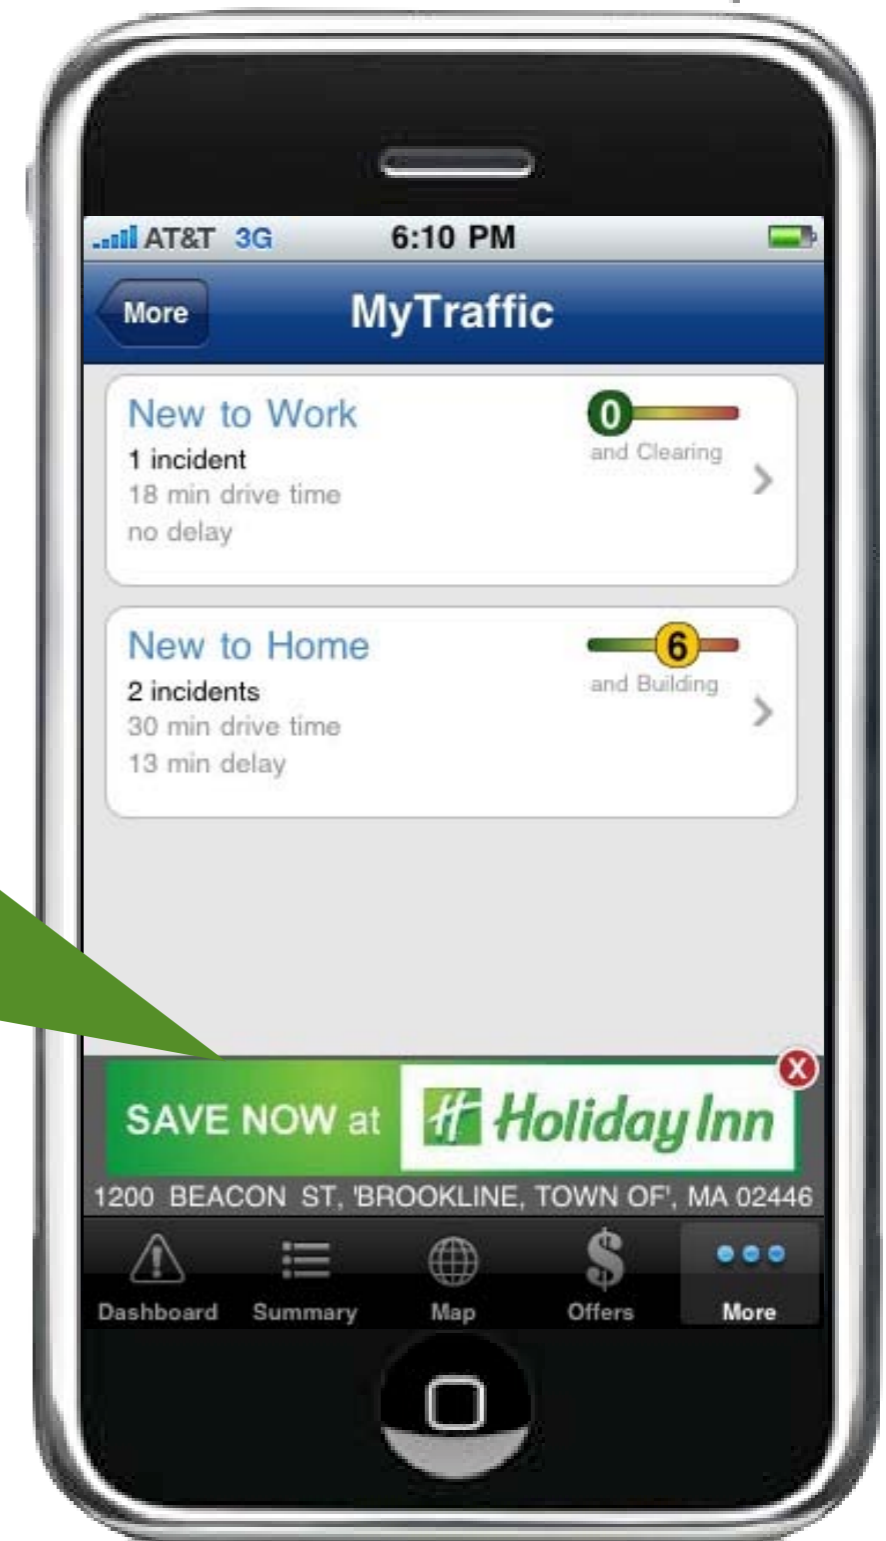 AT&T 3G 6:10 PM
More MyTraffic
New to Work
0
1 incident
and Clearing
18 min drive time
no delay
New to Home
6
2 incidents
and Building
30 min drive time
13 min delay
X
SAVE NOW at Holiday Inn
1200 BEACON ST, 'BROOKLINE, TOWN OF', MA 02446
Dashboard Summary Map Offers More